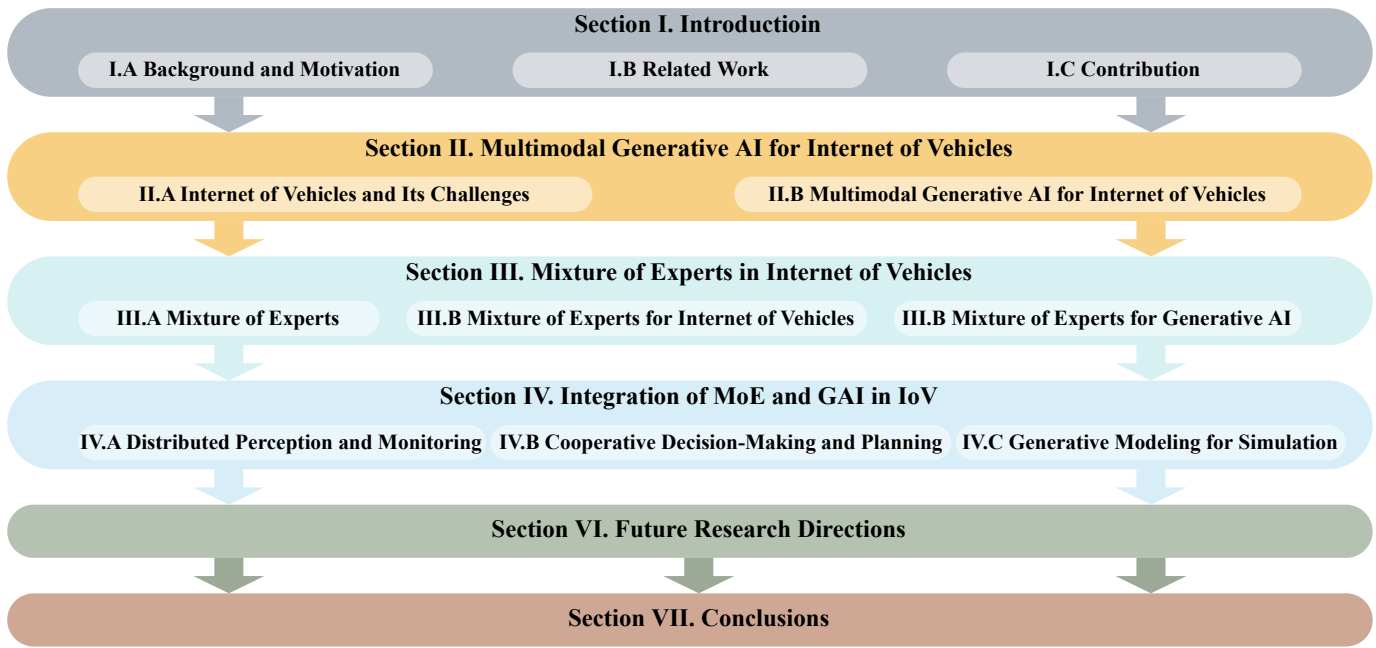 Section I. Introductioin
I.A Background and Motivation
I.B Related Work
I.C Contribution
Section II. Multimodal Generative AI for Internet of Vehicles
II.A Internet of Vehicles and Its Challenges
II.B Multimodal Generative AI for Internet of Vehicles
Section III. Mixture of Experts in Internet of Vehicles
III.A Mixture of Experts
III.B Mixture of Experts for Internet of Vehicles
III.B Mixture of Experts for Generative AI
Section IV. Integration of MoE and GAI in IoV
IV.A Distributed Perception and Monitoring
IV.B Cooperative Decision-Making and Planning
IV.C Generative Modeling for Simulation
Section VI. Future Research Directions
Section VII. Conclusions